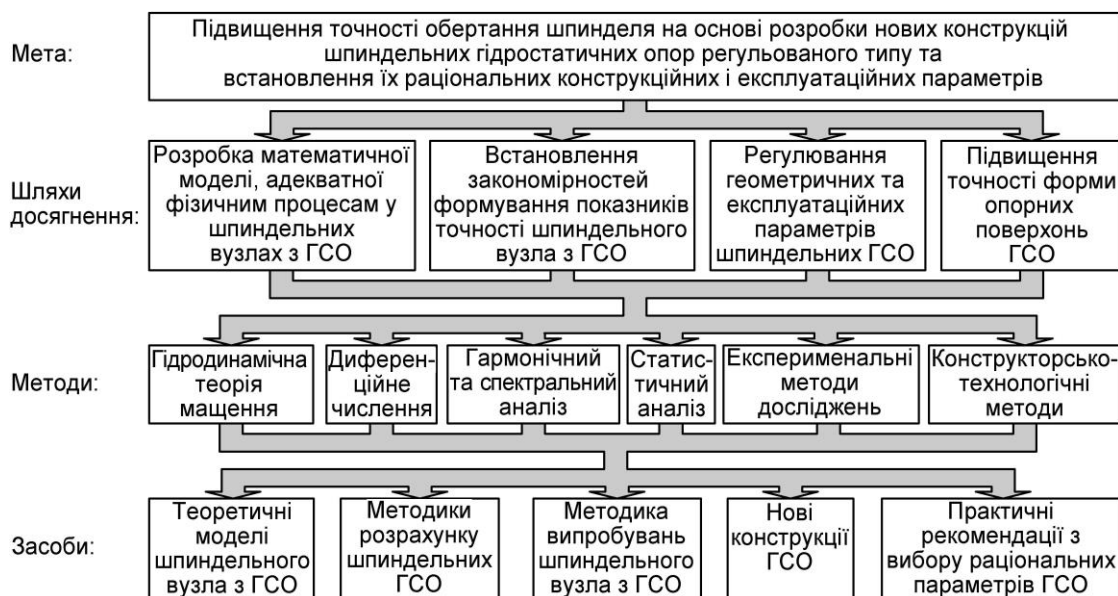 Мета:
Підвищення точності обертання шпинделя на основі розробки нових конструкцій
шпиндельних гідростатичних опор регульованого типу та
встановлення їх раціональних конструкційних і експлуатаційних параметрів
Шляхи
досягнення:
Розробка математичної
моделі, адекватної
фізичним процесам у
шпиндельних
вузлах з ГСО
Встановлення
закономірностей
формування показників
точності шпиндельного
вузла з ГСО
Регулювання
геометричних та
експлуатаційних
параметрів
шпиндельних ГСО
Підвищення
точності форми
опорних
поверхонь
ГСО
Методи:
Гідродинамічна
теорія
мащення
Диферен-
ційне
числення
Гармонічний
та спектральний
аналіз
Статис-
тичний
аналіз
Експерименальні
методи
досліджень
Конструкторсько-
технологічні
методи
Засоби:
Теоретичні
моделі
шпиндельного
вузла з ГСО
Методики
розрахунку
шпиндельних
ГСО
Методика
випробувань
шпиндельного
вузла з ГСО
Нові
конструкції
ГСО
Практичні
рекомендації з
вибору раціональних
параметрів ГСО